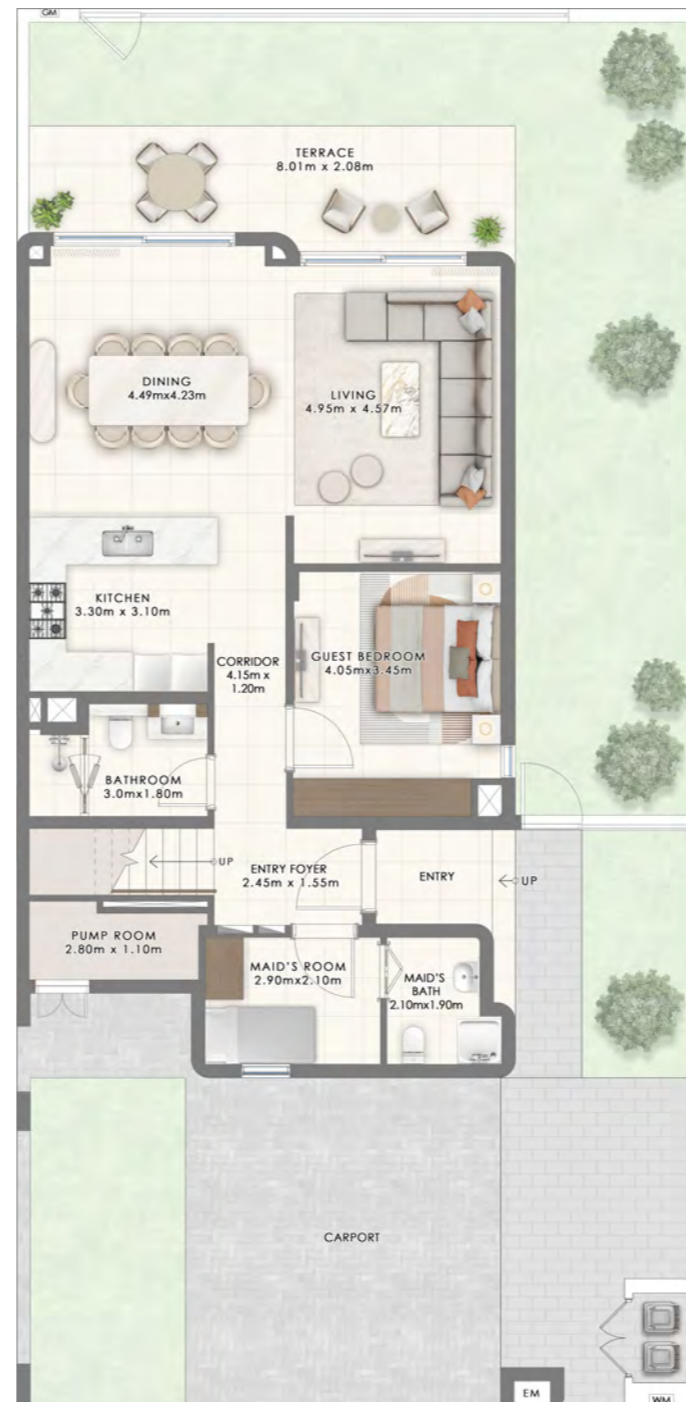 GM
TERRACE
8.01m x 2.08m
DINING
4.49mx4.23m
LIVING
4.95m x 4.57m
KITCHEN
3.30m x 3.10m
CORRIDOR
4.15m x
1.20m
GUEST BEDROOM
4.05mx3.45m
BATHROOM
3.0mx1.80m
UP
ENTRY FOYER
2.45m x 1.55m
ENTRY
UP
PUMP ROOM
2.80m x 1.10m
MAID'S ROOM
2.90mx2.10m
MAID'S
BATH
2.10mx1.90m
CARPORT
EM
WM